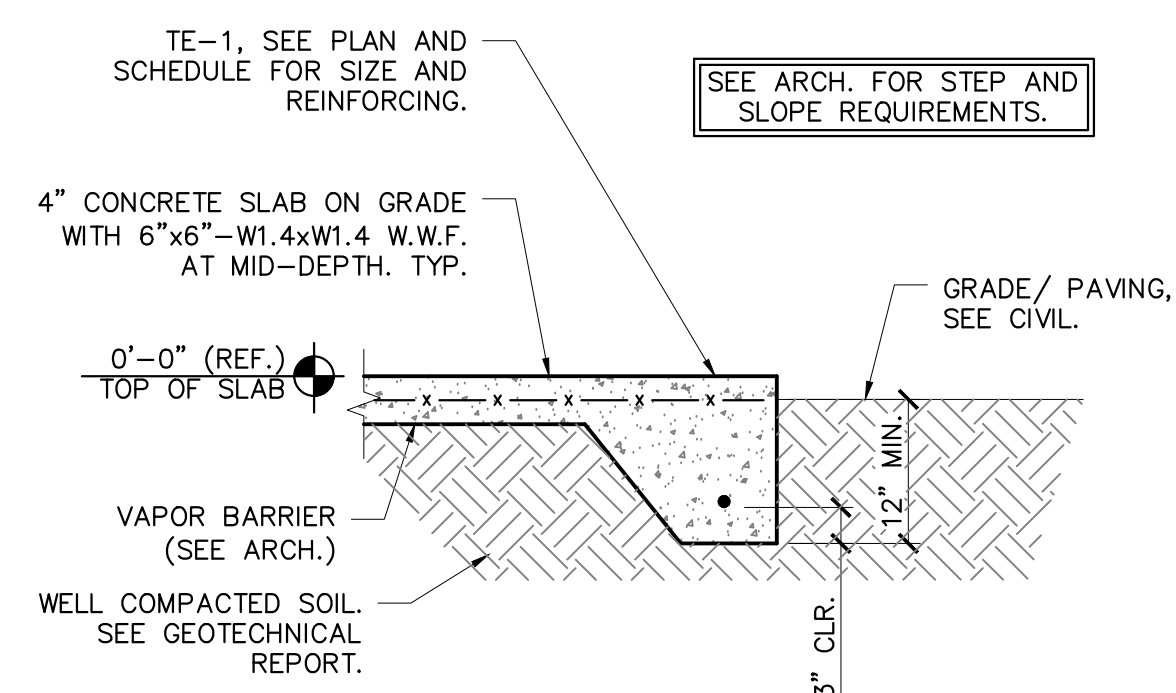 TE-1, SEE PLAN AND
SCHEDULE FOR SIZE AND
REINFORCING.
SEE ARCH. FOR STEP AND
SLOPE REQUIREMENTS.
4" CONCRETE SLAB ON GRADE
WITH 6"x6"-W1.4xW1.4 W.W.F.
AT MID-DEPTH. TYP.
GRADE/ PAVING,
SEE CIVIL.
0'-0" (REF.)
TOP OF SLAB
x x x x x
12" MIN.
VAPOR BARRIER
(SEE ARCH.)
WELL COMPACTED SOIL.
SEE GEOTECHNICAL
REPORT.
3" CLR.